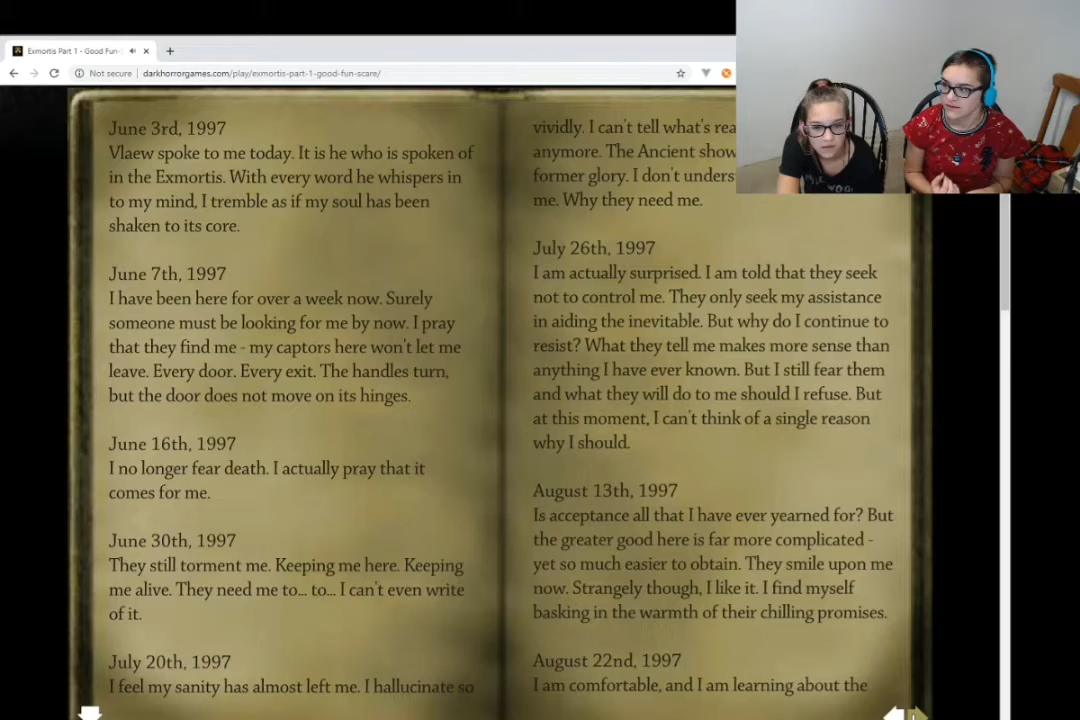 Exmortis Part 1 - Good Fun-
Not secure
darkhorrorgames.com/play/exmortis-part-1-good-fun-scare/
June 3rd, 1997
Vlaew spoke to me today. It is he who is spoken of
in the Exmortis. With every word he whispers in
to my mind, I tremble as if my soul has been
shaken to its core.
June 7th, 1997
I have been here for over a week now. Surely
someone must be looking for me by now. I pray
that they find me - my captors here won't let me
leave. Every door. Every exit. The handles turn,
but the door does not move on its hinges.
June 16th, 1997
I no longer fear death. I actually pray that it
comes for me.
June 30th, 1997
They still torment me. Keeping me here. Keeping
me alive. They need me to... to... I can't even write
of it.
July 20th, 1997
I feel my sanity has almost left me. I hallucinate so
vividly. I can't tell what's rea
anymore. The Ancient show
former glory. I don't unders
me. Why they need me.
July 26th, 1997
I am actually surprised. I am told that they seek
not to control me. They only seek my assistance
in aiding the inevitable. But why do I continue to
resist? What they tell me makes more sense than
anything I have ever known. But I still fear them
and what they will do to me should I refuse. But
at this moment, I can't think of a single reason
why I should.
August 13th, 1997
Is acceptance all that I have ever yearned for? But
the greater good here is far more complicated -
yet so much easier to obtain. They smile upon me
now. Strangely though, I like it. I find myself
basking in the warmth of their chilling promises.
August 22nd, 1997
I am comfortable, and I am learning about the